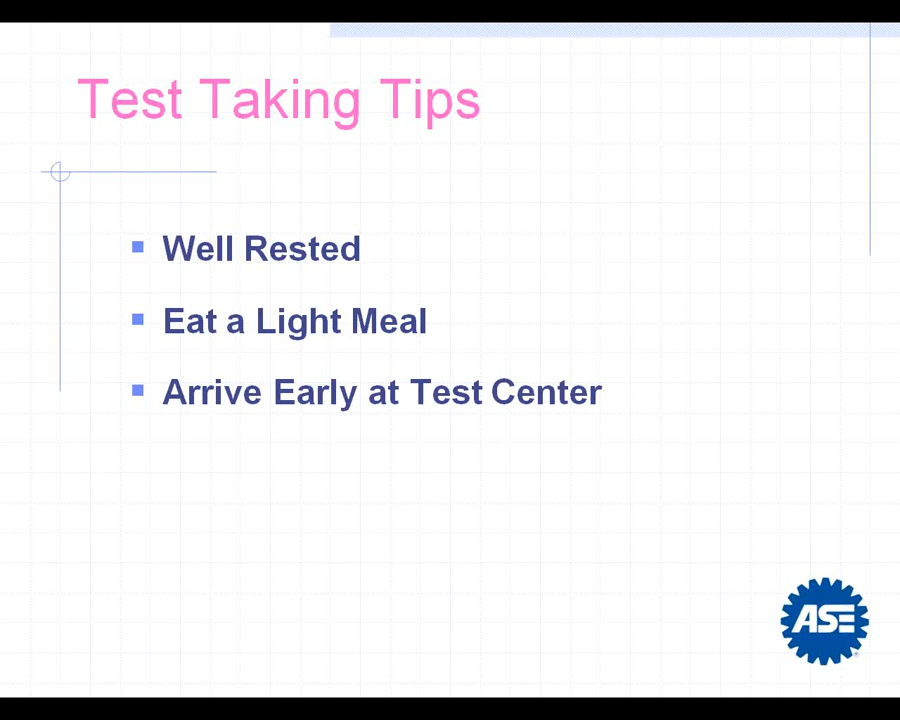 Test Taking Tips
Well Rested
Eat a Light Meal
Arrive Early at Test Center
ASE